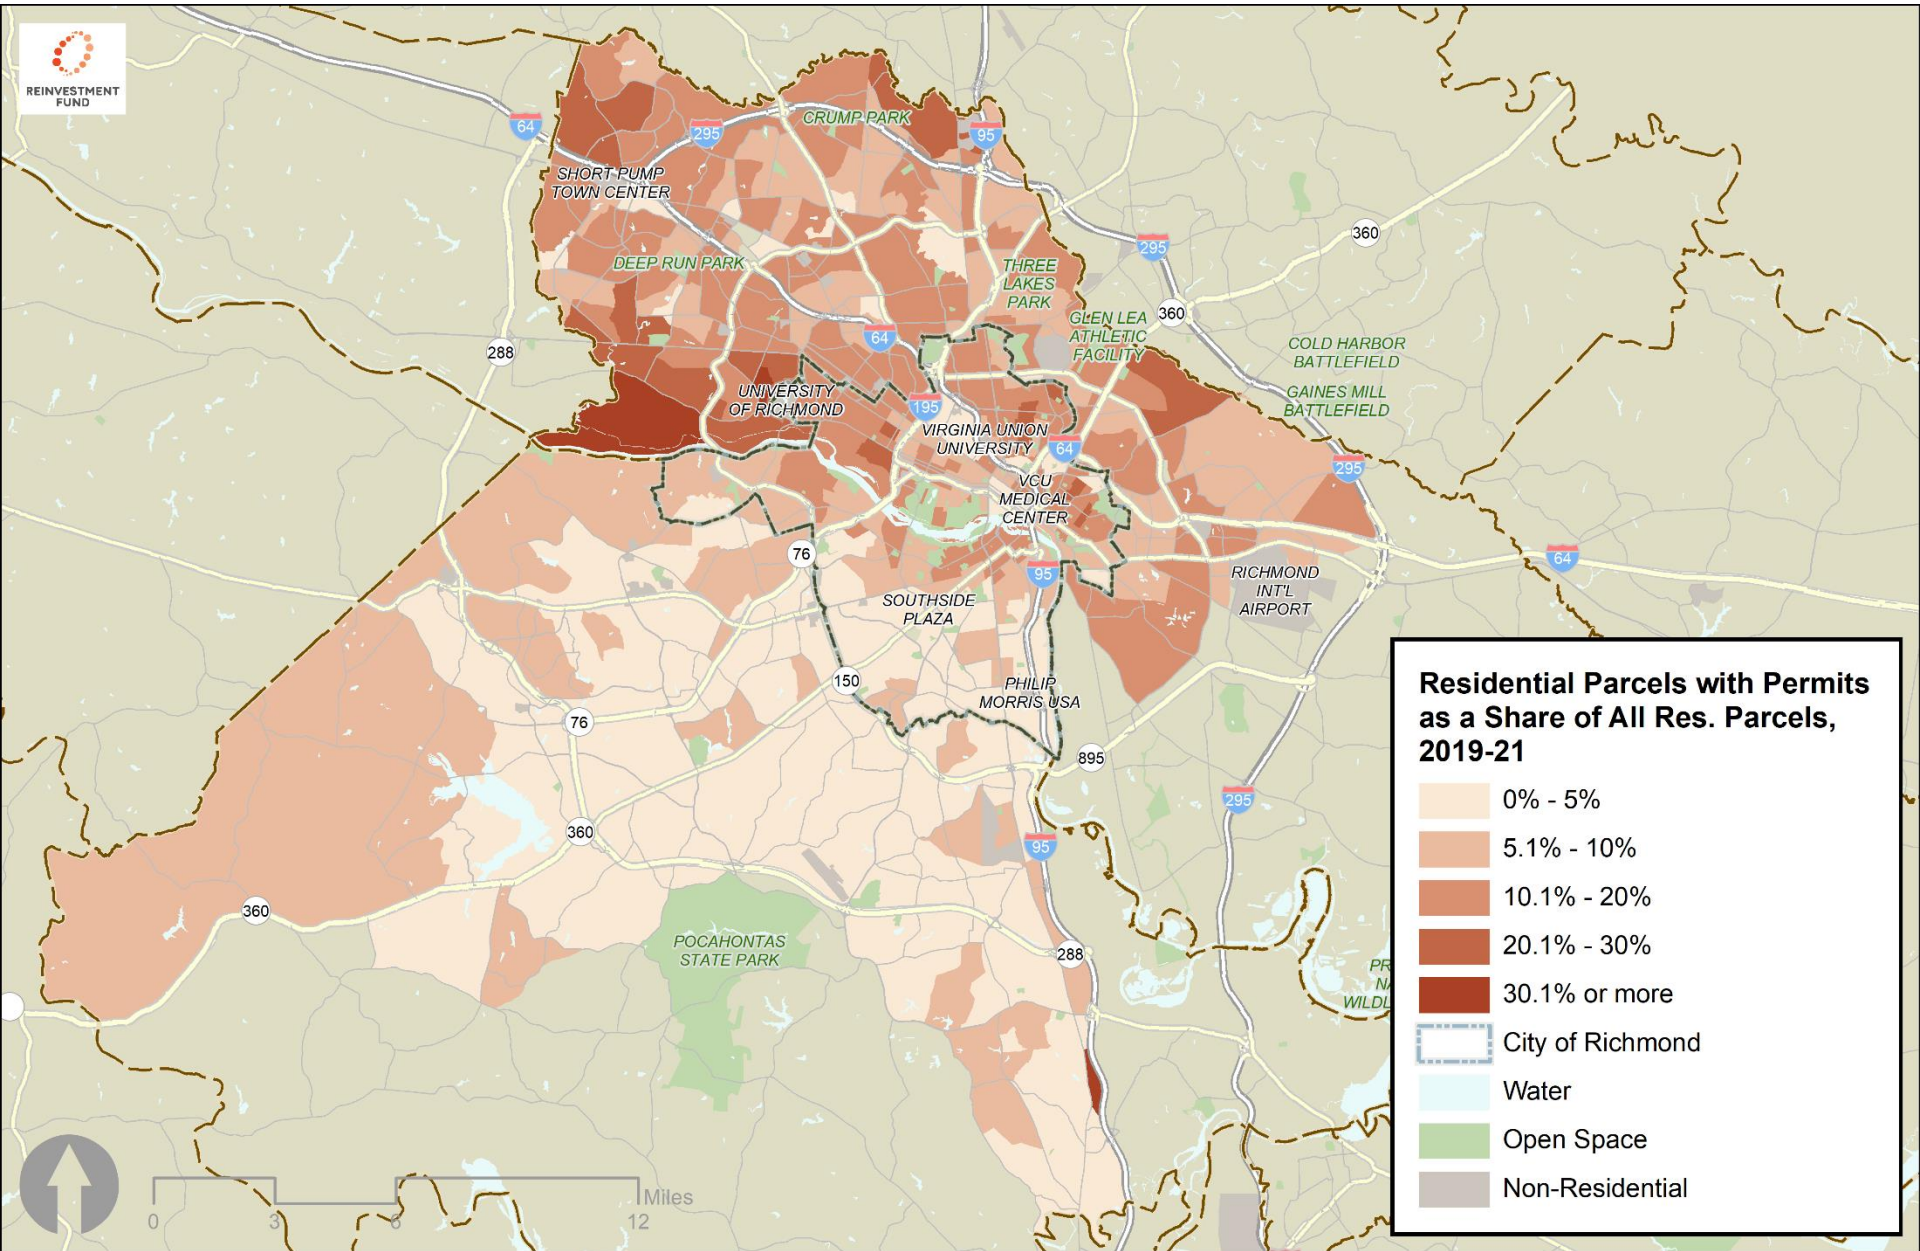 REINVESTMENT
FUND
64
295
CRUMP PARK
95
SHORT PUMP
TOWN CENTER
360
295
DEEP RUN PARK
THREE
LAKES
PARK
360
GLEN LEA
ATHLETIC
FACILITY
64
288
COLD HARBOR
BATTLEFIELD
UNIVERSITY
OF RICHMOND
GAINES MILL
BATTLEFIELD
195
VIRGINIA UNION
UNIVERSITY
64
295
VCU
MEDICAL
CENTER
76
64
95
RICHMOND
INT'L
AIRPORT
SOUTHSIDE
PLAZA
150
PHILIP
MORRIS USA
76
895
295
360
95
360
POCAHONTAS
STATE PARK
288
PR
NA
WILDL
Residential Parcels with Permits
as a Share of All Res. Parcels,
2019-21
0% - 5%
5.1% - 10%
10.1% - 20%
20.1% - 30%
30.1% or more
City of Richmond
Water
Open Space
Non-Residential
Miles
0 3 6 12